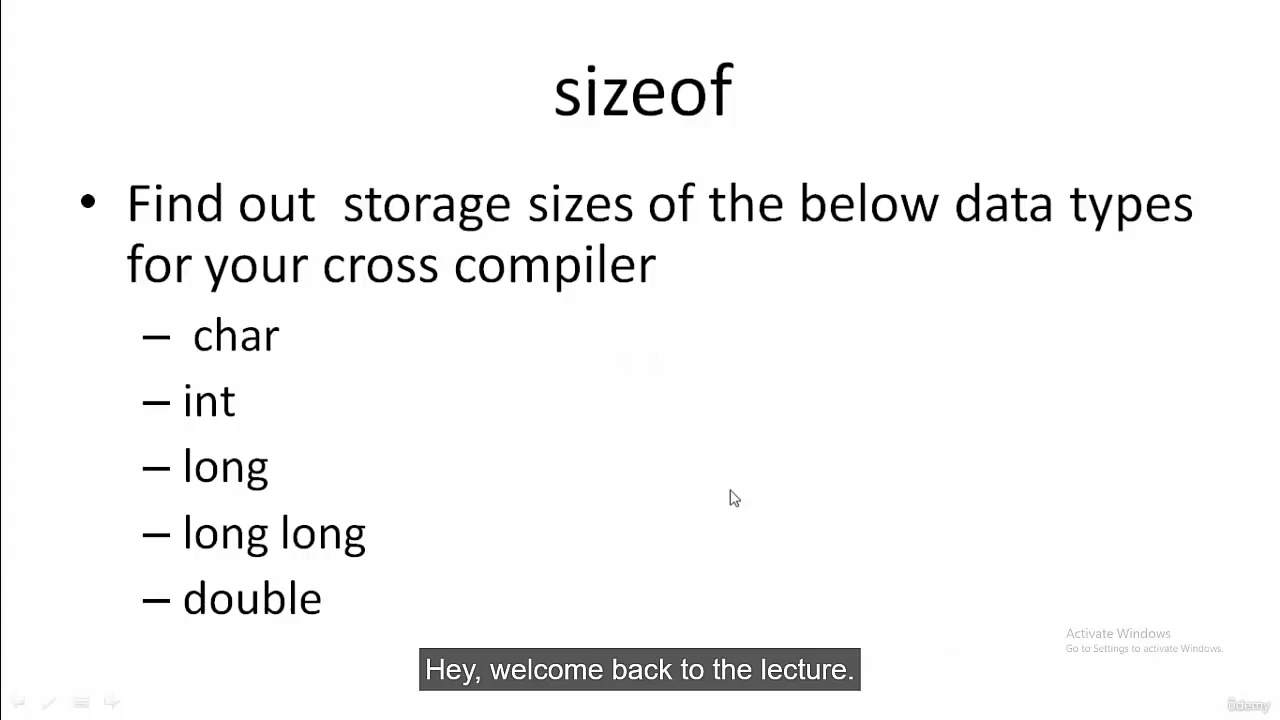 sizeof
• Find out storage sizes of the below data types
for your cross compiler
– char
– int
– long
– long long
– double
Activate Windows
Go to Settings to activate Windows.
Hey, welcome back to the lecture.
ûdemy